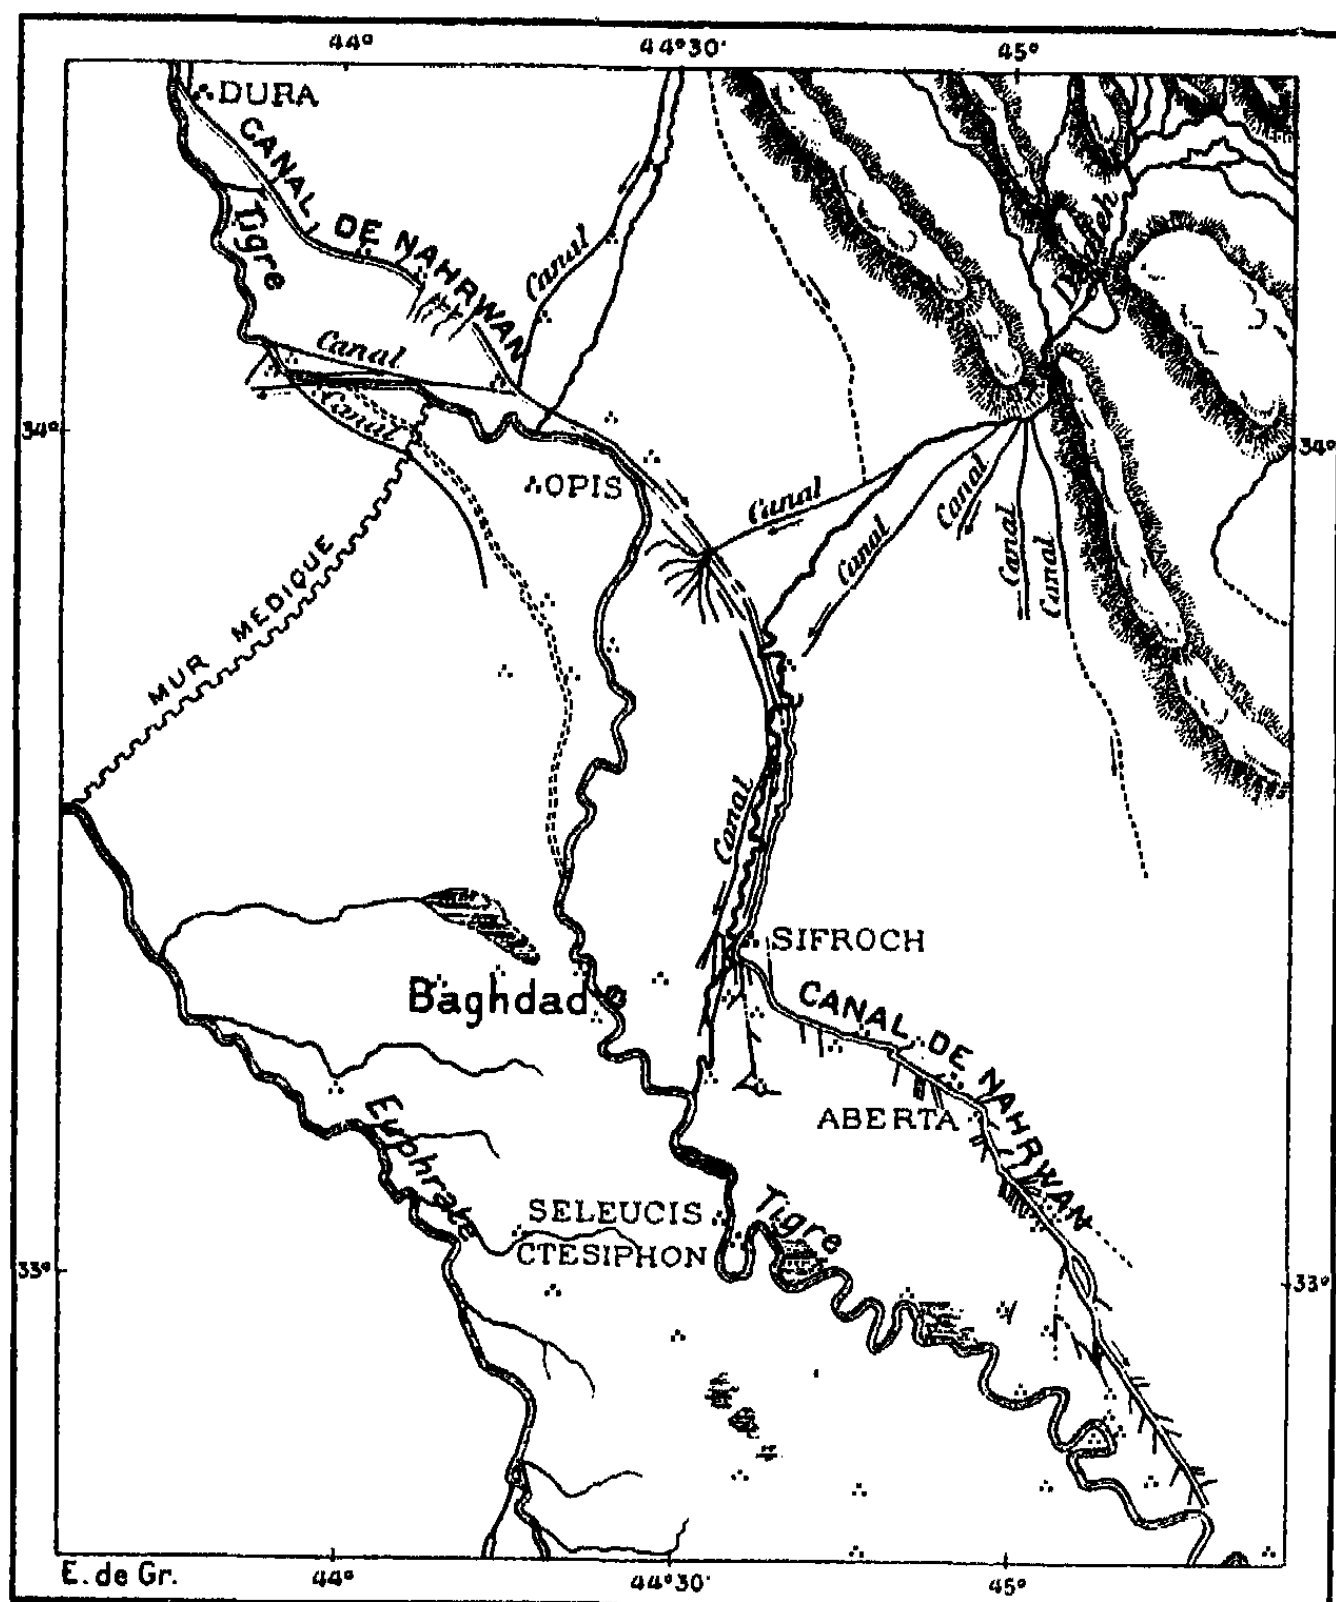 44°
44°30'
45°
DURA
CANAL DE NAHRWAN
Tigre
Canal
Canal
Canal
34°
34°
OPIS
Canal
Canal
Canal
Canal
Canal
MUR MEDIQUE
Canal
SIFROCH
Baghdad
CANAL DE NAHRWAN
ABERTA
Euphrate
SELEUCIS
CTESIPHON
Tigre
33°
33°
E. de Gr.
44°
44°30'
45°